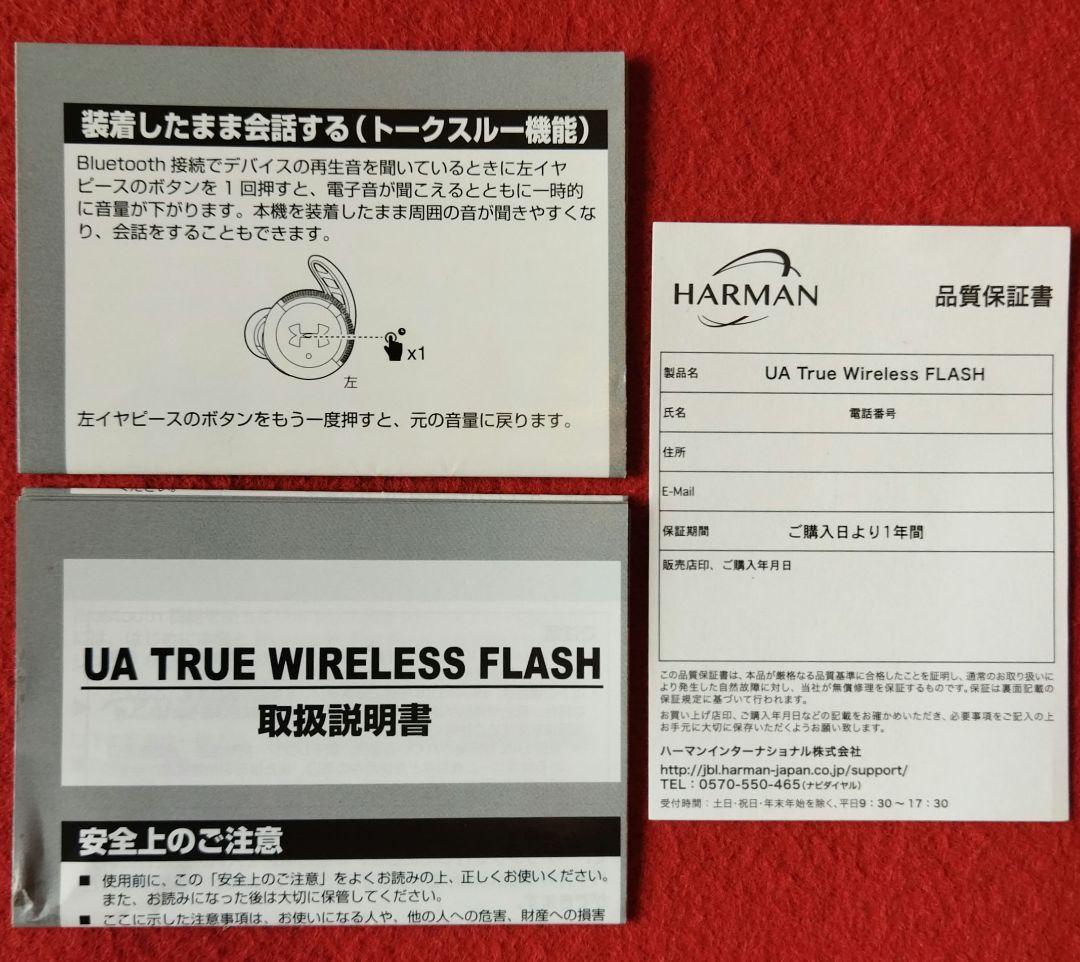 装着したまま会話する(トークスルー機能)
Bluetooth 接続でデバイスの再生音を聞いているときに左イヤ
ピースのボタンを 1 回押すと、電子音が聞こえるとともに一時的
に音量が下がります。本機を装着したまま周囲の音が聞きやすくな
り、会話をすることもできます。
x1
左
左イヤピースのボタンをもう一度押すと、元の音量に戻ります。
ください。
UA TRUE WIRELESS FLASH
取扱説明書
安全上のご注意
■ 使用前に、この「安全上のご注意」をよくお読みの上、正しくお使いください。
また、お読みになった後は大切に保管してください。
■ ここに示した注意事項は、お使いになる人や、他の人への危害、財産への損害
HARMAN
品質保証書
製品名 UA True Wireless FLASH
氏名 電話番号
住所
E-Mail
保証期間 ご購入日より1年間
販売店印、ご購入年月日
この品質保証書は、本品が厳格なる品質基準に合格したことを証明し、通常のお取り扱いに
より発生した自然故障に対し、当社が無償修理を保証するものです。保証は裏面記載の
保証規定に基づいて行われます。
お買い上げ店印、ご購入年月日などの記載をお確かめいただき、必要事項をご記入の上
お手元に大切に保存いただくようお願い致します。
ハーマンインターナショナル株式会社
http://jbl.harman-japan.co.jp/support/
TEL：0570-550-465(ナビダイヤル)
受付時間：土日・祝日・年末年始を除く、平日9：30～17：30